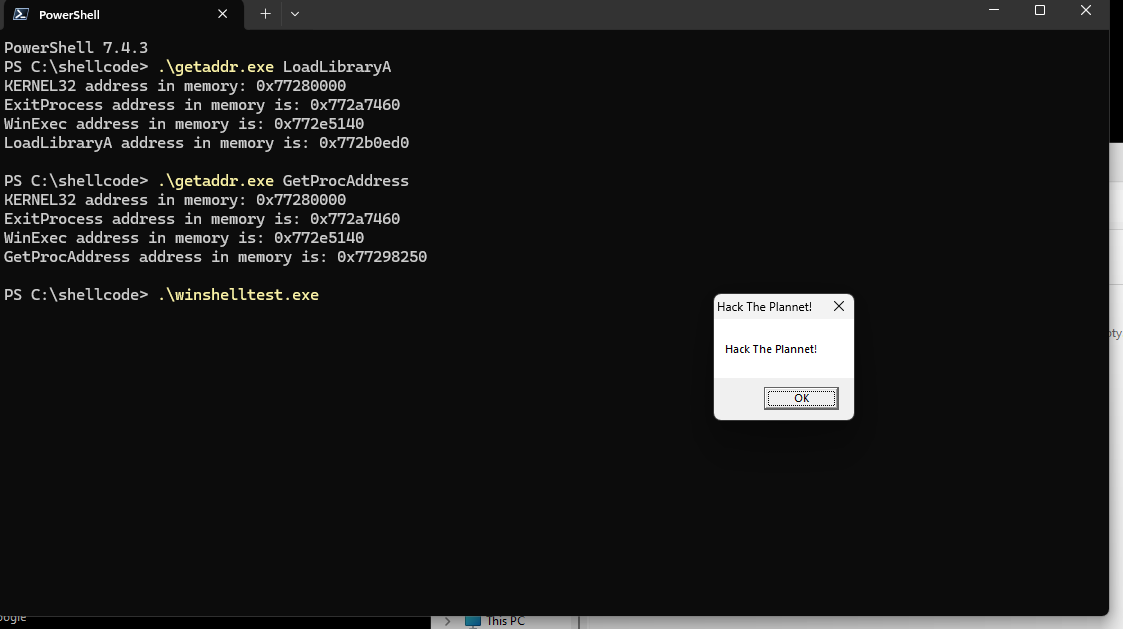 PowerShell
PowerShell 7.4.3
PS C:\shellcode> .\getaddr.exe LoadLibraryA
KERNEL32 address in memory: 0x77280000
ExitProcess address in memory is: 0x772a7460
WinExec address in memory is: 0x772e5140
LoadLibraryA address in memory is: 0x772b0ed0
PS C:\shellcode> .\getaddr.exe GetProcAddress
KERNEL32 address in memory: 0x77280000
ExitProcess address in memory is: 0x772a7460
WinExec address in memory is: 0x772e5140
GetProcAddress address in memory is: 0x77298250
PS C:\shellcode> .\winshelltest.exe
Hack The Plannet!
Hack The Plannet!
OK
This PC